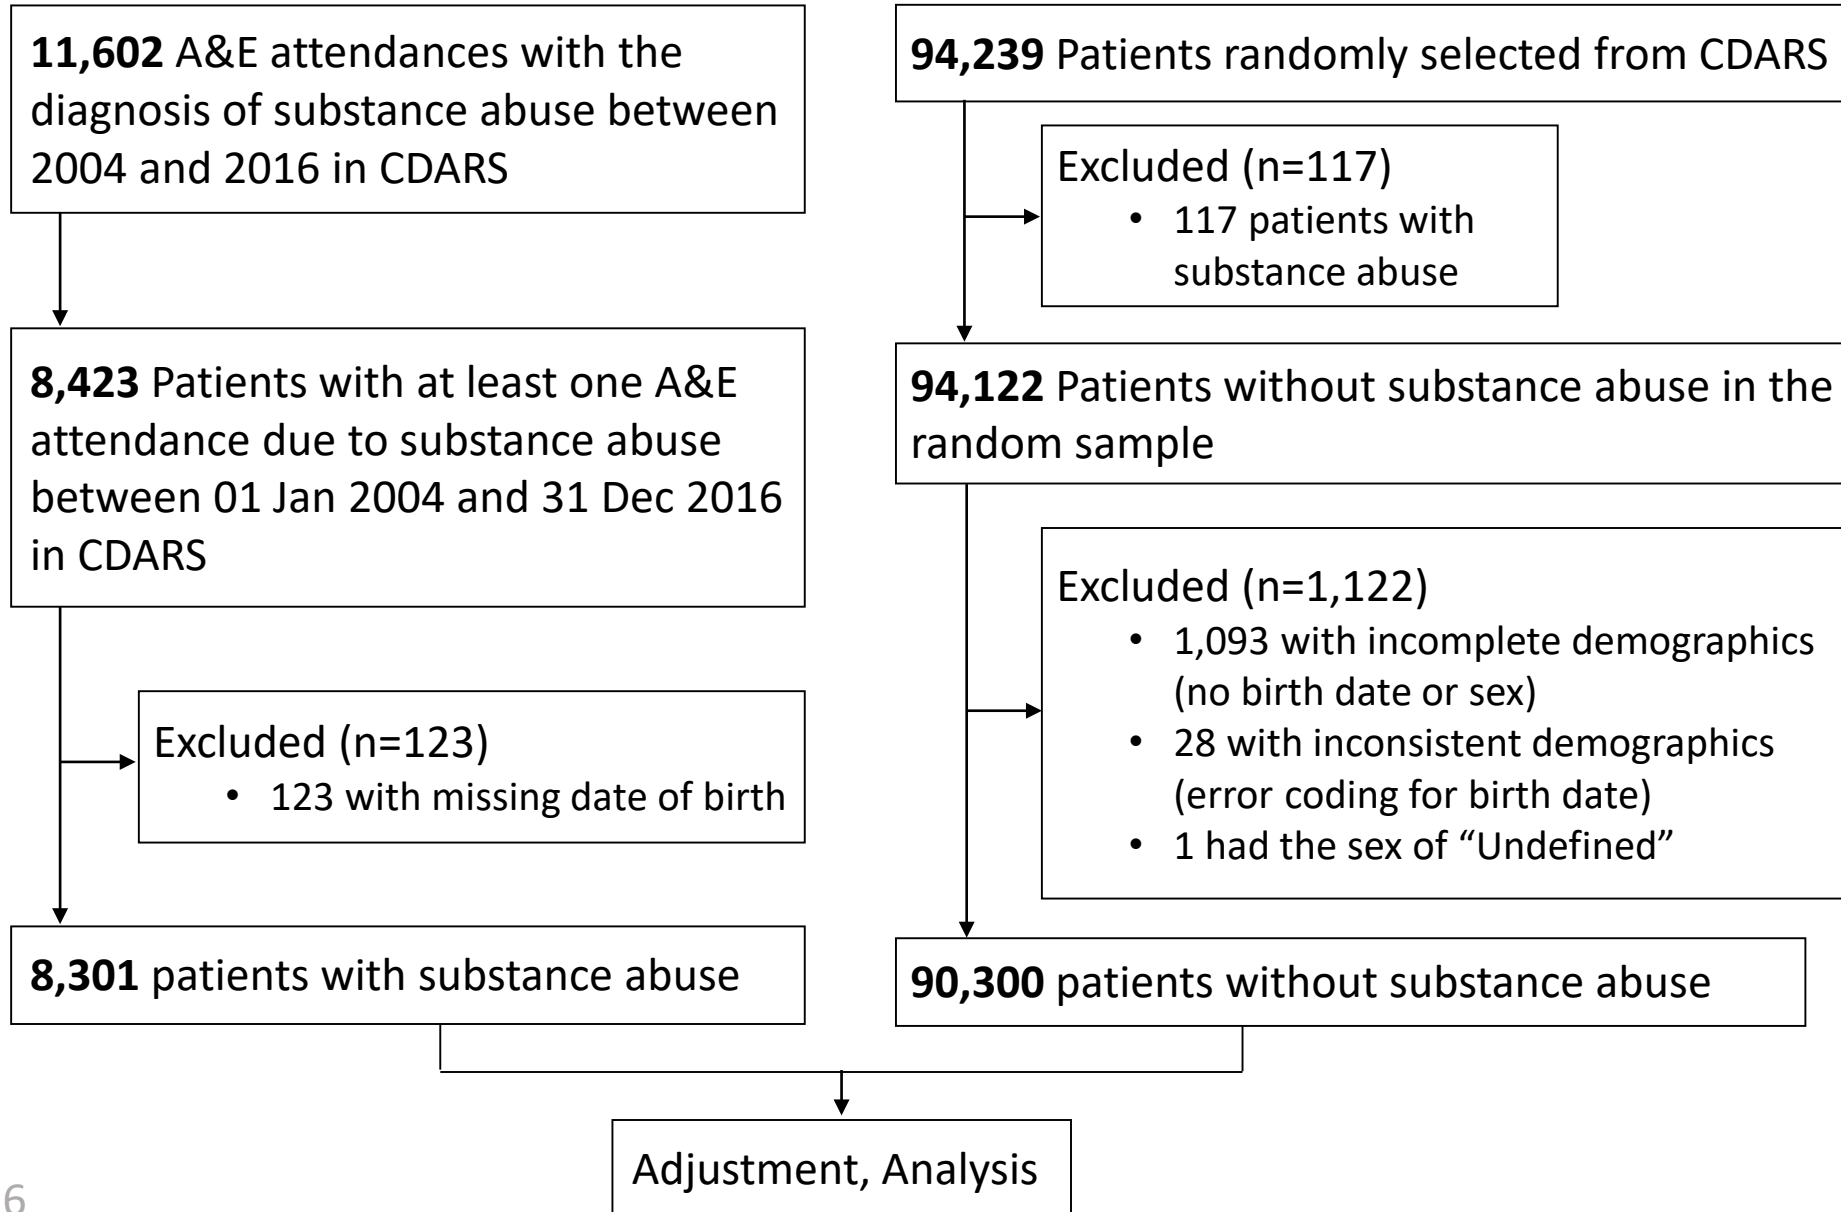 11,602 A&E attendances with the
diagnosis of substance abuse between
2004 and 2016 in CDARS
8,423 Patients with at least one A&E
attendance due to substance abuse
between 01 Jan 2004 and 31 Dec 2016
in CDARS
Excluded (n=123)
• 123 with missing date of birth
8,301 patients with substance abuse
94,239 Patients randomly selected from CDARS
Excluded (n=117)
• 117 patients with
substance abuse
94,122 Patients without substance abuse in the
random sample
Excluded (n=1,122)
• 1,093 with incomplete demographics
(no birth date or sex)
• 28 with inconsistent demographics
(error coding for birth date)
• 1 had the sex of “Undefined”
90,300 patients without substance abuse
Adjustment, Analysis
6